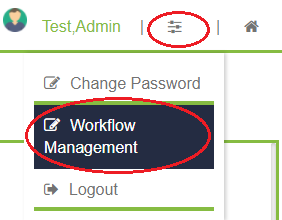 Test,Admin | | 
Change Password
Workflow
Management
Logout